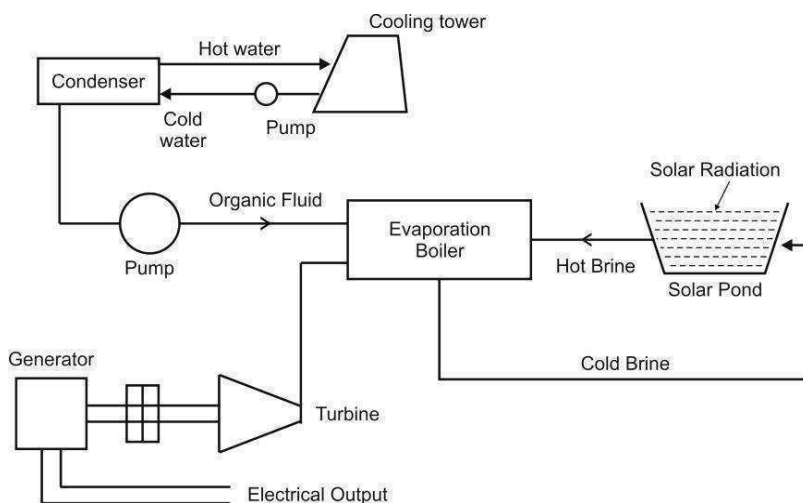 Cooling tower
Hot water
Condenser
Cold
water
Pump
Solar Radiation
Organic Fluid
Evaporation
Boiler
Pump
Hot Brine
Solar Pond
Generator
Cold Brine
Turbine
Electrical Output